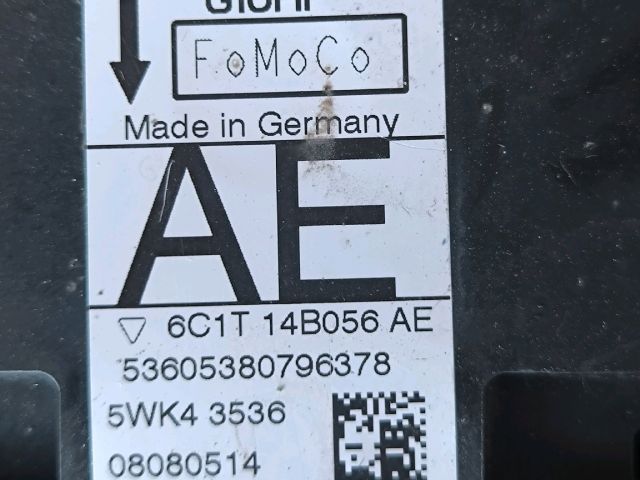 FoMoCo
Made in Germany
AE
▽ 6C1T 14B056 AE
53605380796378
5WK4 3536
08080514